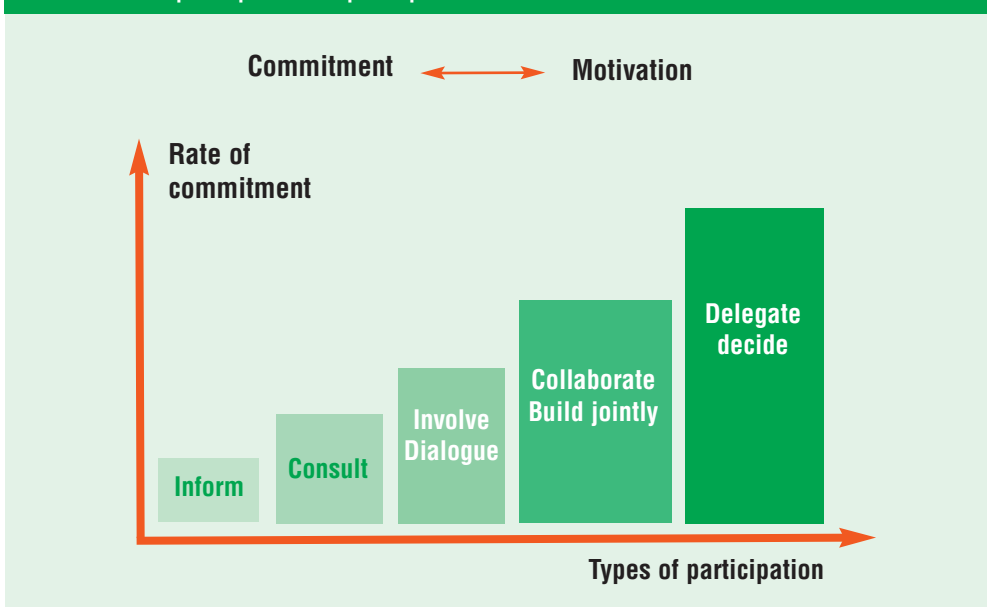 Commitment Motivation
Rate of
commitment
Inform
Consult
Involve
Dialogue
Collaborate
Build jointly
Delegate
decide
Types of participation